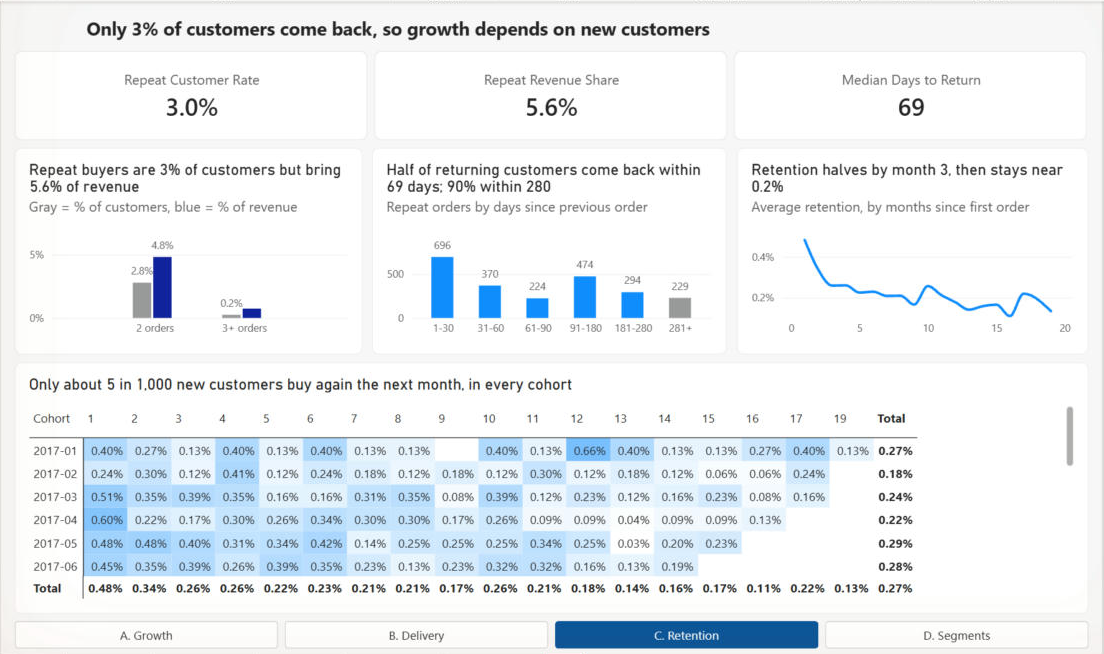 Only 3% of customers come back, so growth depends on new customers
Repeat Customer Rate
3.0%
Repeat Revenue Share
5.6%
Median Days to Return
69
Repeat buyers are 3% of customers but bring
5.6% of revenue
Gray = % of customers, blue = % of revenue
5%
0%
2.8%
4.8%
0.2%
2 orders
3+ orders
Half of returning customers come back within
69 days; 90% within 280
Repeat orders by days since previous order
500
0
696
370
224
474
294
229
1-30
31-60
61-90
91-180
181-280
281+
Retention halves by month 3, then stays near
0.2%
Average retention, by months since first order
0.4%
0.2%
0
5
10
15
20
Only about 5 in 1,000 new customers buy again the next month, in every cohort
Cohort 1 2 3 4 5 6 7 8 9 10 11 12 13 14 15 16 17 19 Total
2017-01 0.40% 0.27% 0.13% 0.40% 0.13% 0.40% 0.13% 0.13% 0.40% 0.13% 0.66% 0.40% 0.13% 0.13% 0.27% 0.40% 0.13% 0.27%
2017-02 0.24% 0.30% 0.12% 0.41% 0.12% 0.24% 0.18% 0.12% 0.18% 0.12% 0.30% 0.12% 0.18% 0.12% 0.06% 0.06% 0.24% 0.18%
2017-03 0.51% 0.35% 0.39% 0.35% 0.16% 0.16% 0.31% 0.35% 0.08% 0.39% 0.12% 0.23% 0.12% 0.16% 0.23% 0.08% 0.16% 0.24%
2017-04 0.60% 0.22% 0.17% 0.30% 0.26% 0.34% 0.30% 0.30% 0.17% 0.26% 0.09% 0.09% 0.04% 0.09% 0.09% 0.13% 0.22%
2017-05 0.48% 0.48% 0.40% 0.31% 0.34% 0.42% 0.14% 0.25% 0.25% 0.25% 0.34% 0.25% 0.03% 0.20% 0.23% 0.29%
2017-06 0.45% 0.35% 0.39% 0.26% 0.39% 0.35% 0.23% 0.13% 0.23% 0.32% 0.32% 0.16% 0.13% 0.19% 0.28%
Total 0.48% 0.34% 0.26% 0.26% 0.22% 0.23% 0.21% 0.21% 0.17% 0.26% 0.21% 0.18% 0.14% 0.16% 0.17% 0.11% 0.22% 0.13% 0.27%
A. Growth
B. Delivery
C. Retention
D. Segments